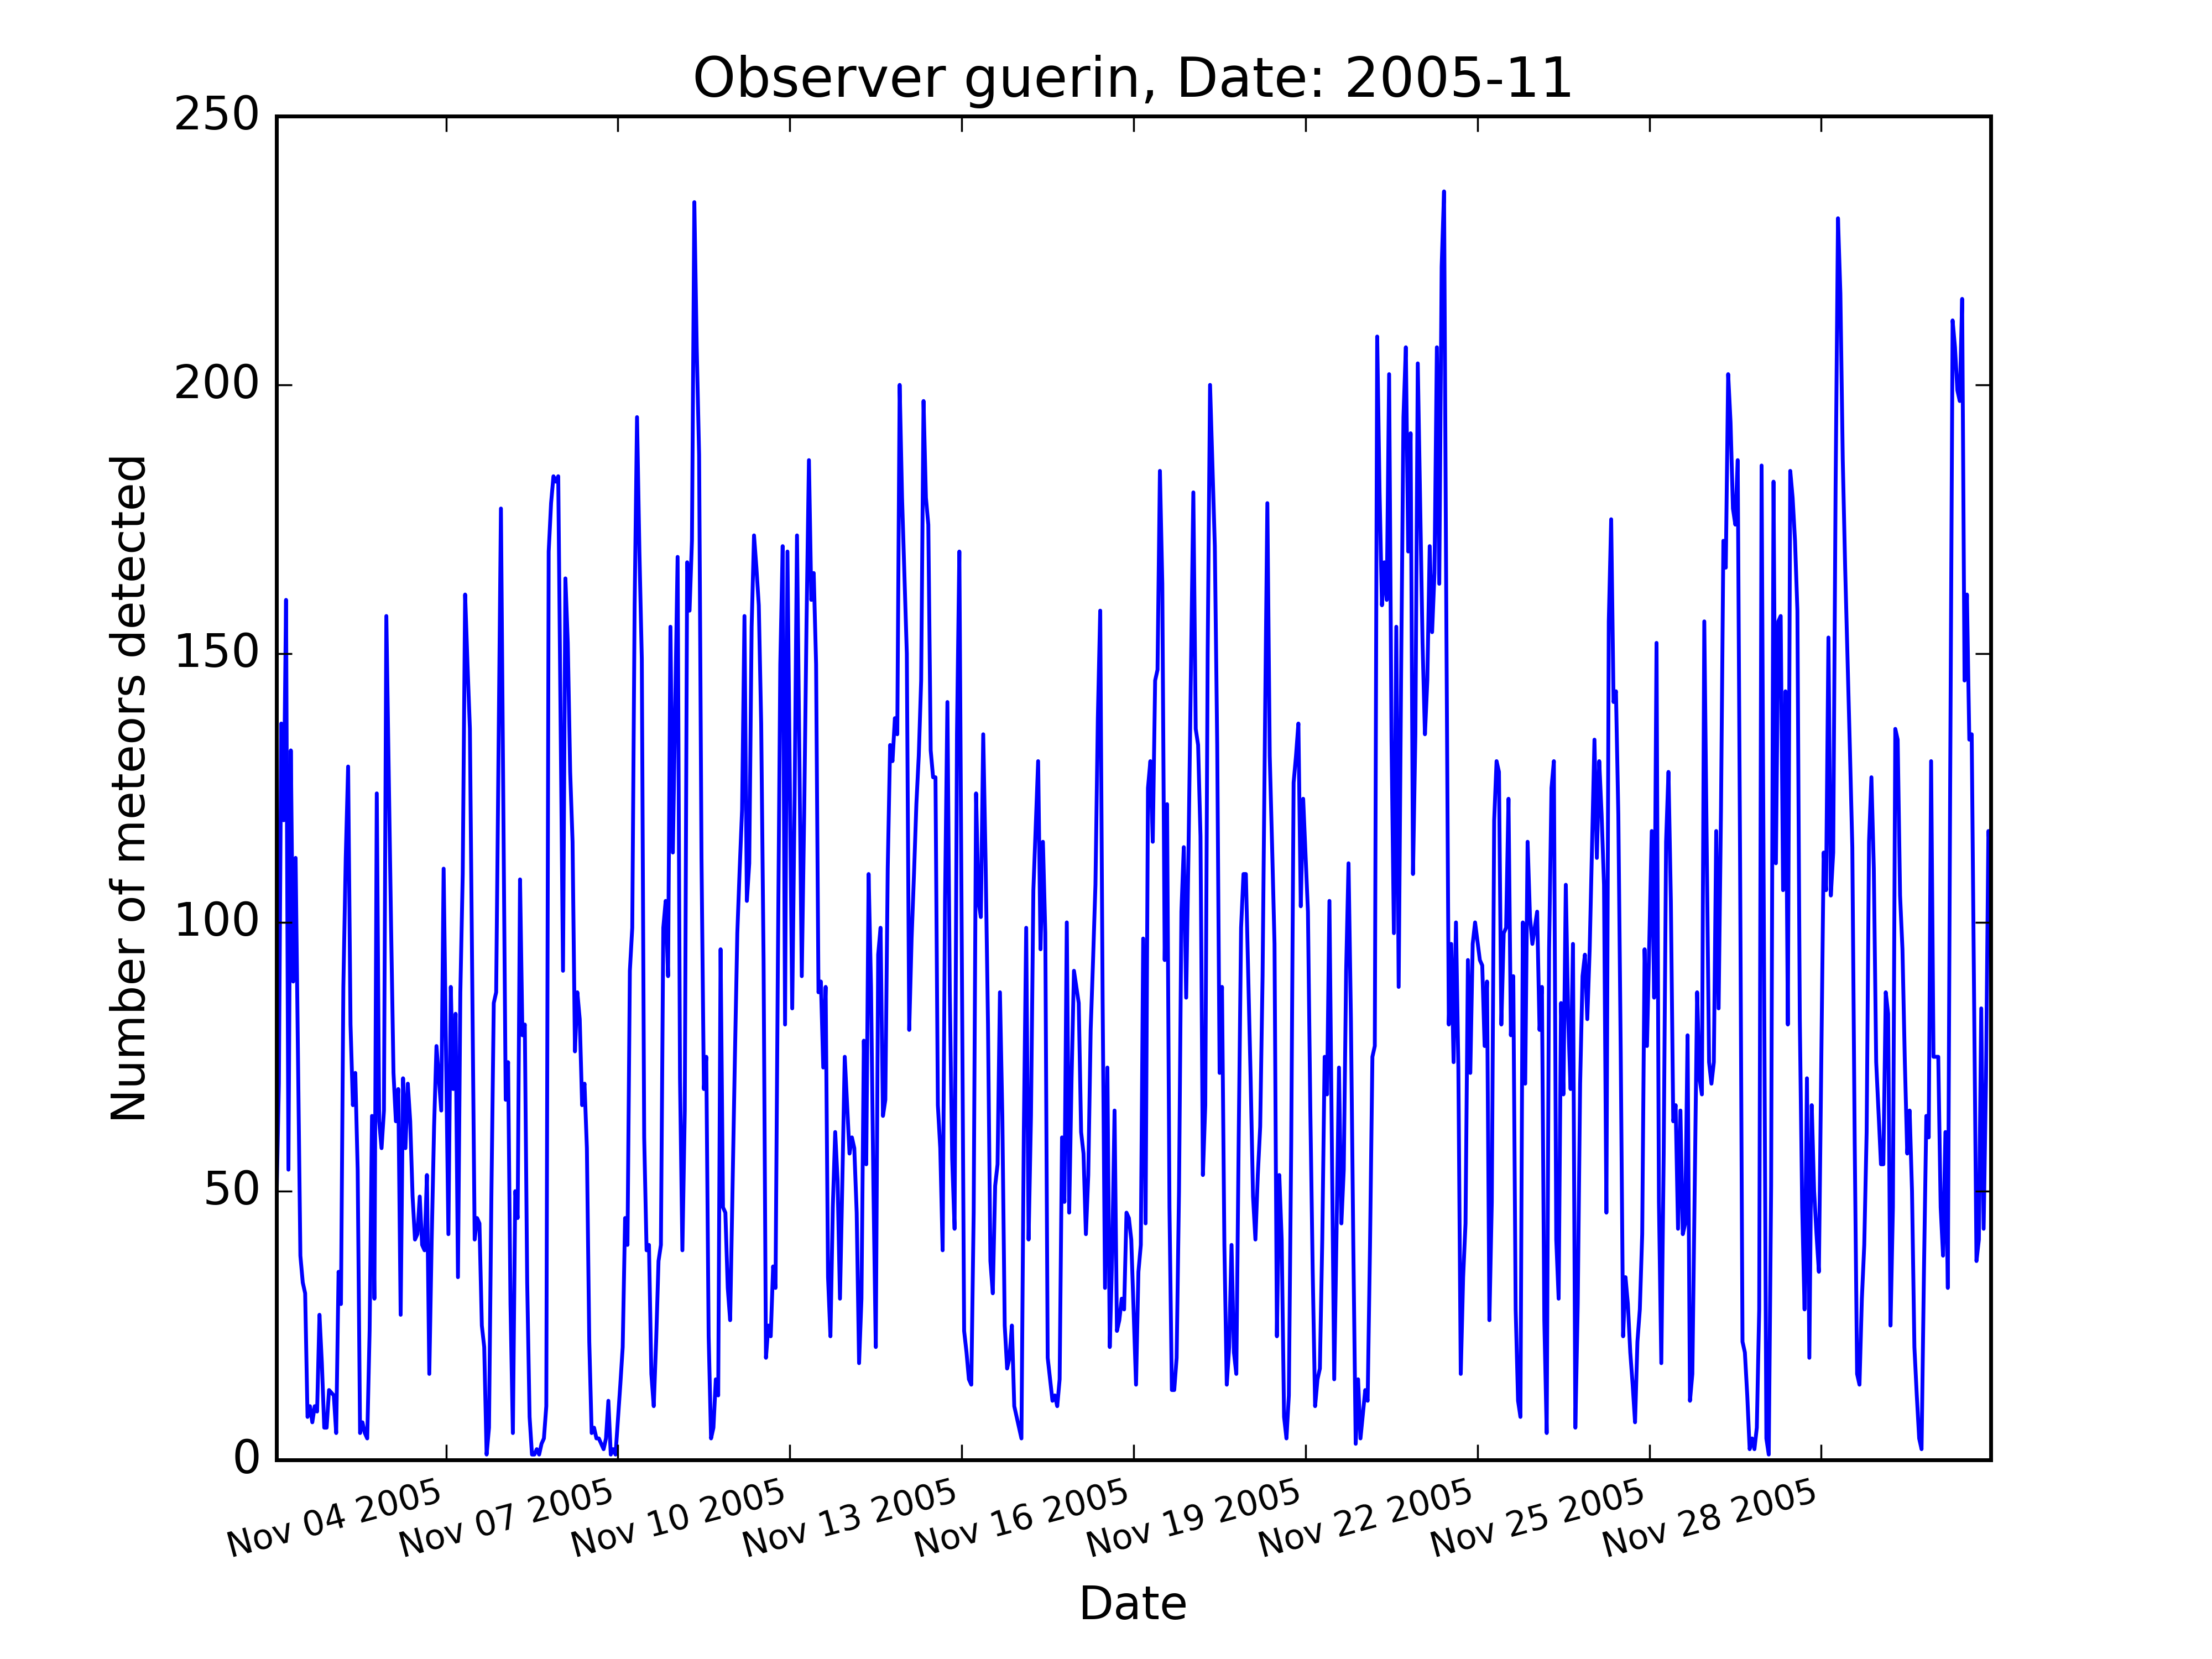 Observer guerin, Date: 2005-11
250
200
150
100
50
0
Number of meteors detected
Nov 04 2005
Nov 07 2005
Nov 10 2005
Nov 13 2005
Nov 16 2005
Nov 19 2005
Nov 22 2005
Nov 25 2005
Nov 28 2005
Date